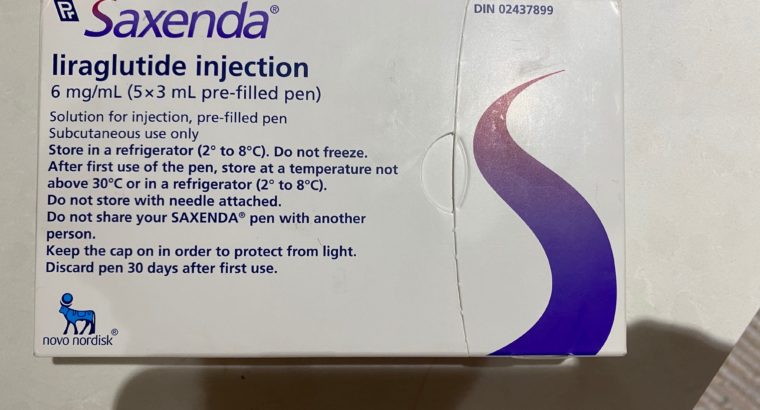 Saxenda®
DIN 02437899
liraglutide injection
6 mg/mL (5×3 mL pre-filled pen)
Solution for injection, pre-filled pen
Subcutaneous use only
Store in a refrigerator (2° to 8°C). Do not freeze.
After first use of the pen, store at a temperature not
above 30°C or in a refrigerator (2° to 8°C).
Do not store with needle attached.
Do not share your SAXENDA® pen with another
person.
Keep the cap on in order to protect from light.
Discard pen 30 days after first use.
novo nordisk®